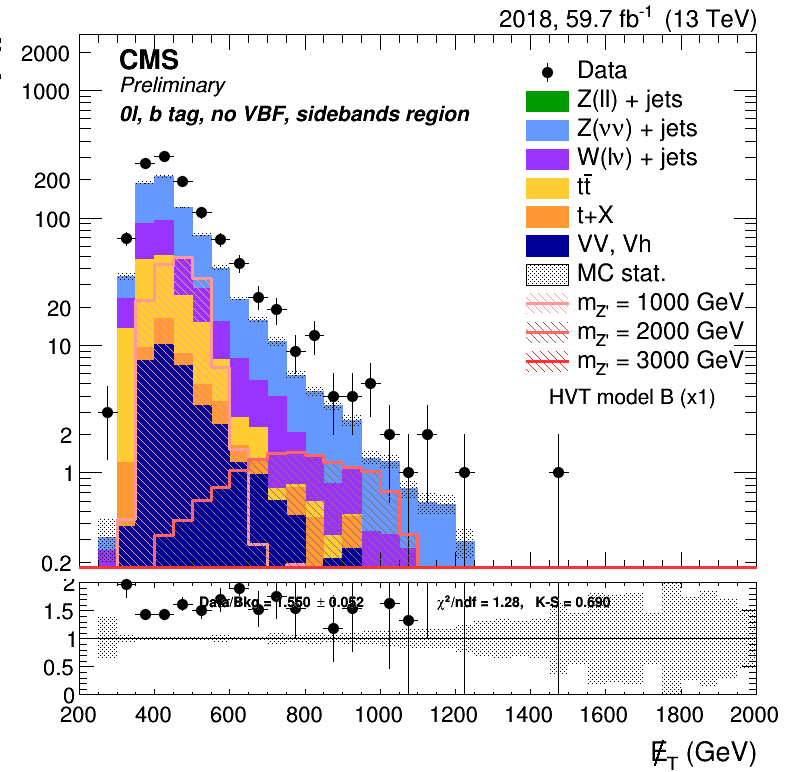 2018, 59.7 fb⁻¹ (13 TeV)
CMS
Preliminary
0l, b tag, no VBF, sidebands region
Data
Z(ll) + jets
Z(νν) + jets
W(lν) + jets
tt̄
t+X
VV, Vh
MC stat.
m_Z' = 1000 GeV
m_Z' = 2000 GeV
m_Z' = 3000 GeV
HVT model B (x1)
2000
1000
200
100
20
10
2
1
0.2
Data/Bkg = 1.550 ± 0.052 χ²/ndf = 1.28, K-S = 0.690
2
1.5
1
0.5
0
200 400 600 800 1000 1200 1400 1600 1800 2000
E̸_T (GeV)